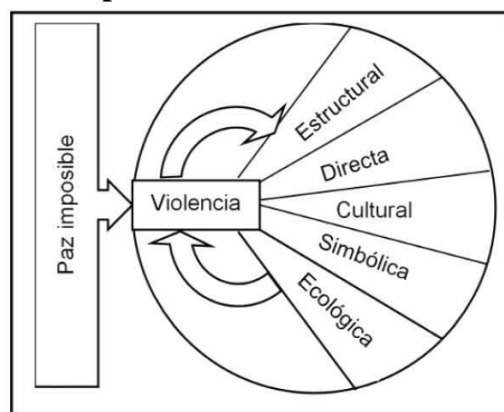 Paz imposible
Violencia
Estructural
Directa
Cultural
Simbólica
Ecológica